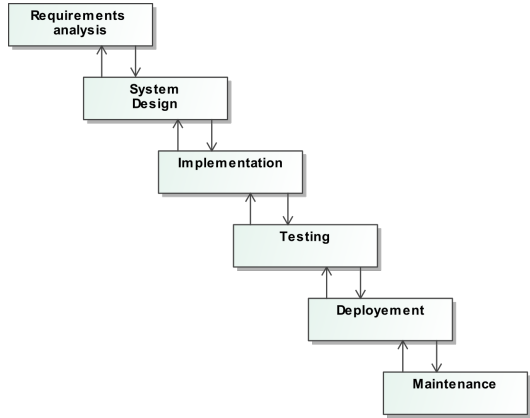 Requirements
analysis
System
Design
Implementation
Testing
Deployement
Maintenance